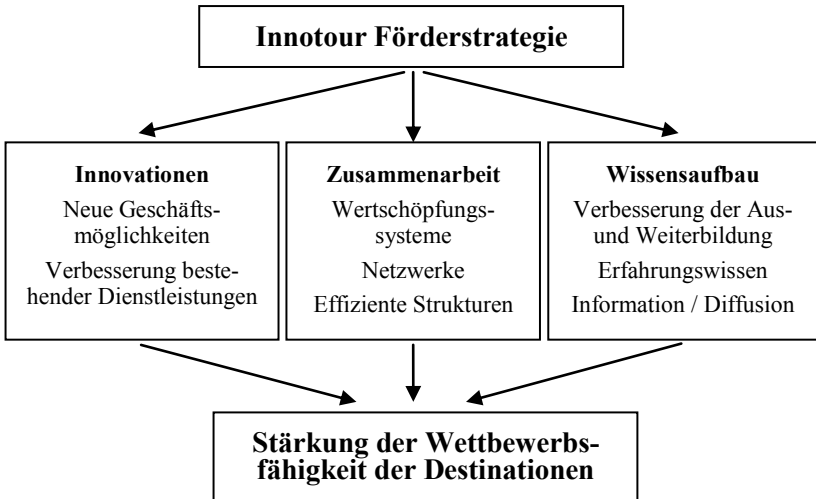 Innotour Förderstrategie
Innovationen
Neue Geschäfts-
möglichkeiten
Verbesserung beste-
hender Dienstleistungen
Zusammenarbeit
Wertschöpfungs-
systeme
Netzwerke
Effiziente Strukturen
Wissensaufbau
Verbesserung der Aus-
und Weiterbildung
Erfahrungswissen
Information / Diffusion
Stärkung der Wettbewerbs-
fähigkeit der Destinationen